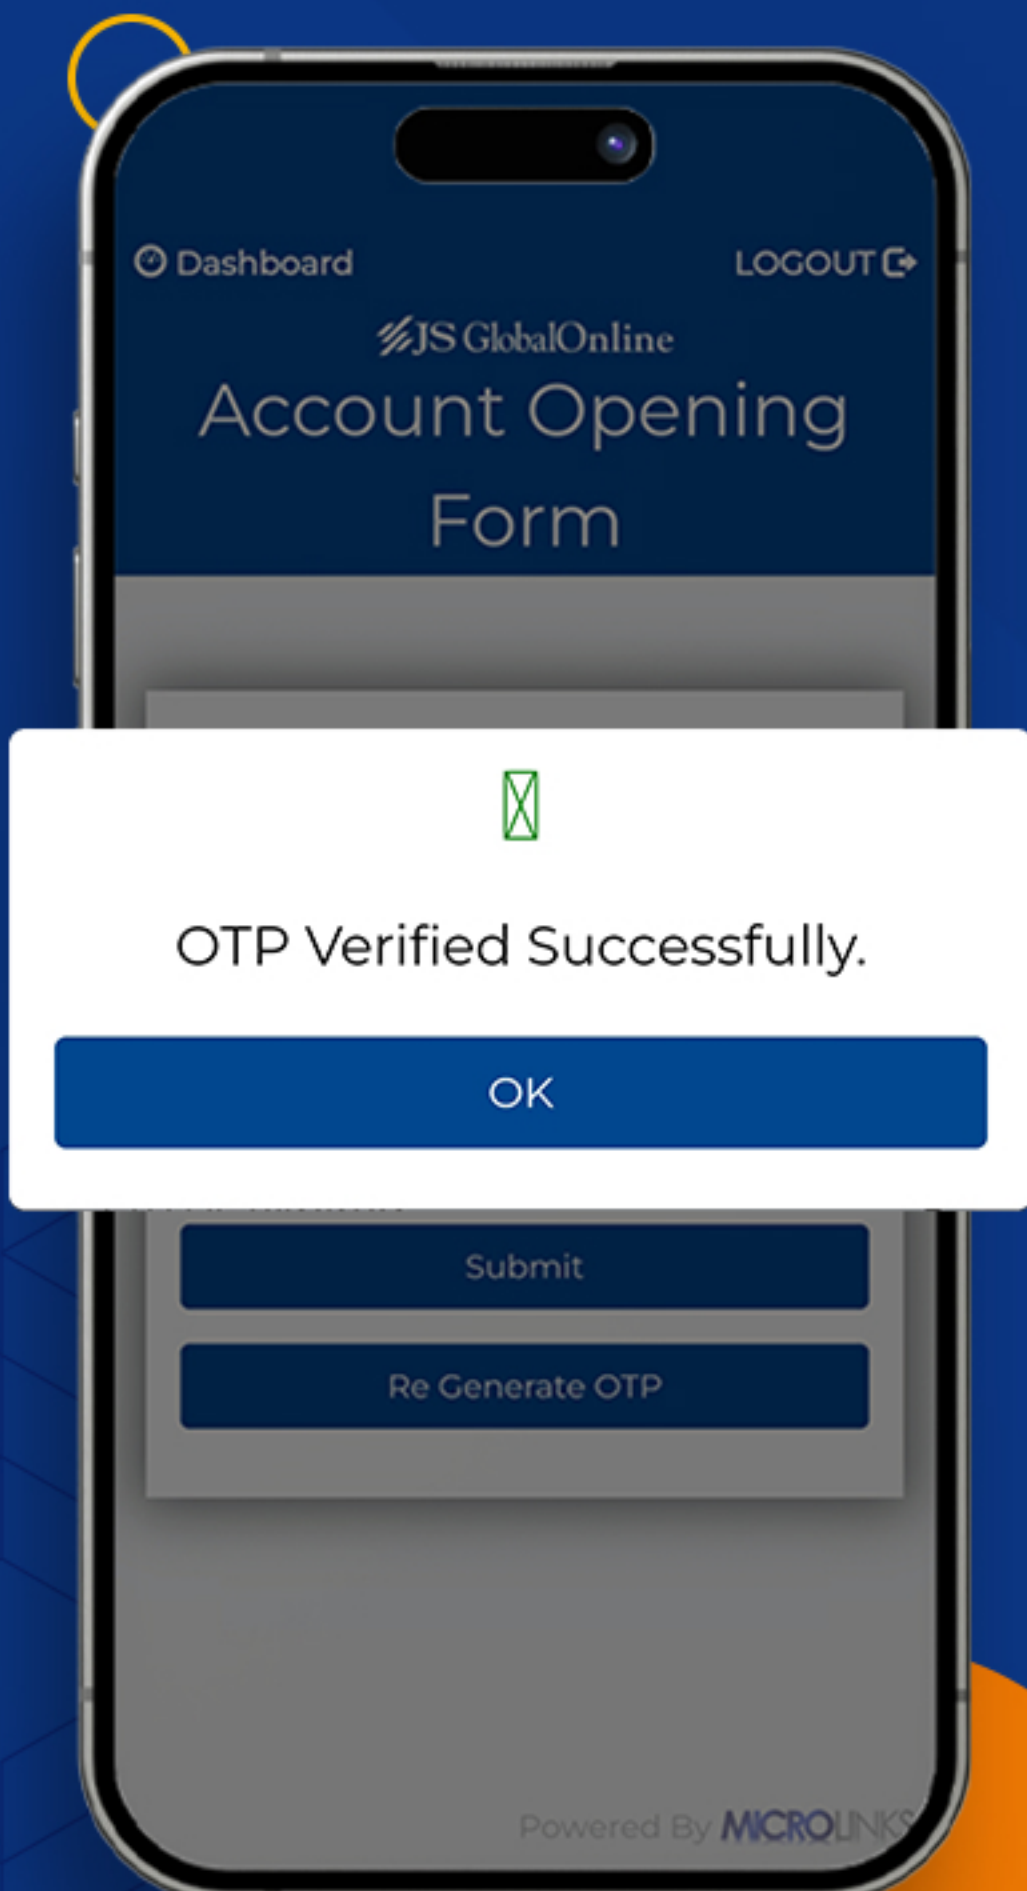 Dashboard
LOGOUT
JS GlobalOnline
Account Opening
Form
OTP Verified Successfully.
OK
Submit
Re Generate OTP
Powered By MICROLINKS